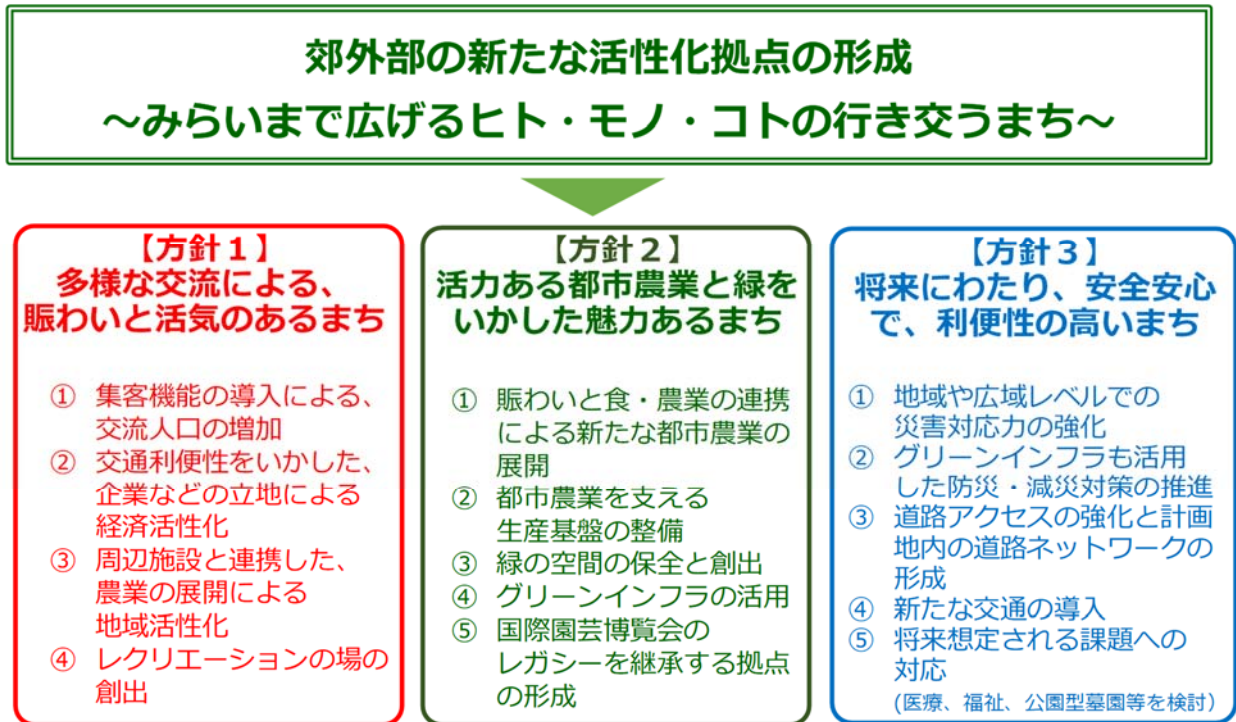 郊外部の新たな活性化拠点の形成
～みらいまで広げるヒト・モノ・コトの行き交うまち～
【方針１】
多様な交流による、
賑わいと活気のあるまち
① 集客機能の導入による、
交流人口の増加
② 交通利便性をいかした、
企業などの立地による
経済活性化
③ 周辺施設と連携した、
農業の展開による
地域活性化
④ レクリエーションの場の
創出
【方針２】
活力ある都市農業と緑を
いかした魅力あるまち
① 賑わいと食・農業の連携
による新たな都市農業の
展開
② 都市農業を支える
生産基盤の整備
③ 緑の空間の保全と創出
④ グリーンインフラの活用
⑤ 国際園芸博覧会の
レガシーを継承する拠点
の形成
【方針３】
将来にわたり、安全安心
で、利便性の高いまち
① 地域や広域レベルでの
災害対応力の強化
② グリーンインフラも活用
した防災・減災対策の推進
③ 道路アクセスの強化と計画
地内の道路ネットワークの
形成
④ 新たな交通の導入
⑤ 将来想定される課題への
対応
(医療、福祉、公園型墓園等を検討）